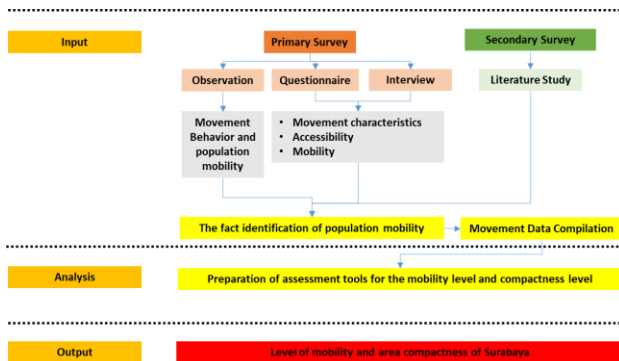 Input
Primary Survey
Secondary Survey
Observation
Questionnaire
Interview
Literature Study
Movement
Behavior and
population
mobility
• Movement characteristics
• Accessibility
• Mobility
The fact identification of population mobility
Movement Data Compilation
Analysis
Preparation of assessment tools for the mobility level and compactness level
Output
Level of mobility and area compactness of Surabaya